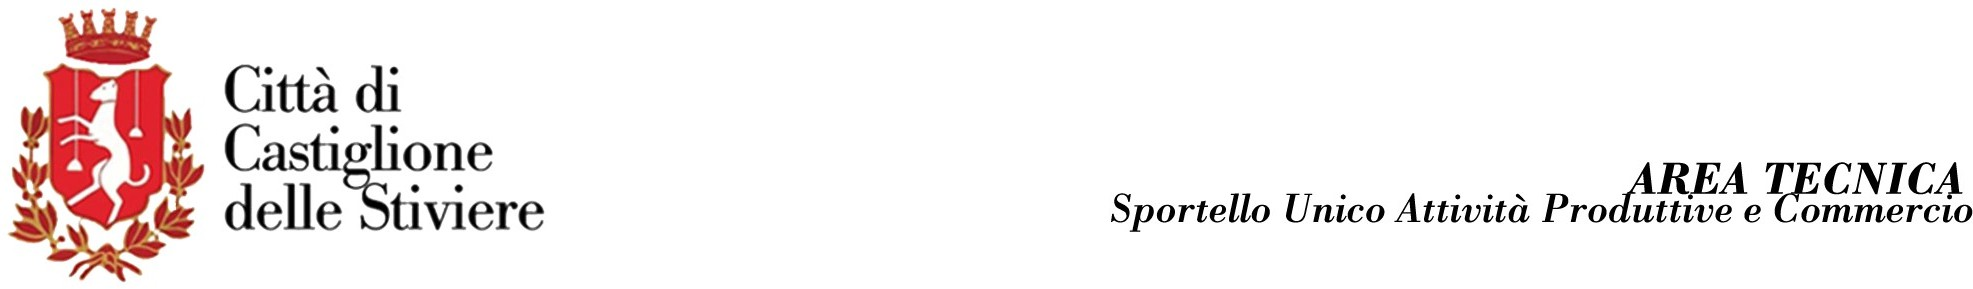 Città di
Castiglione
delle Stiviere
AREA TECNICA
Sportello Unico Attività Produttive e Commercio